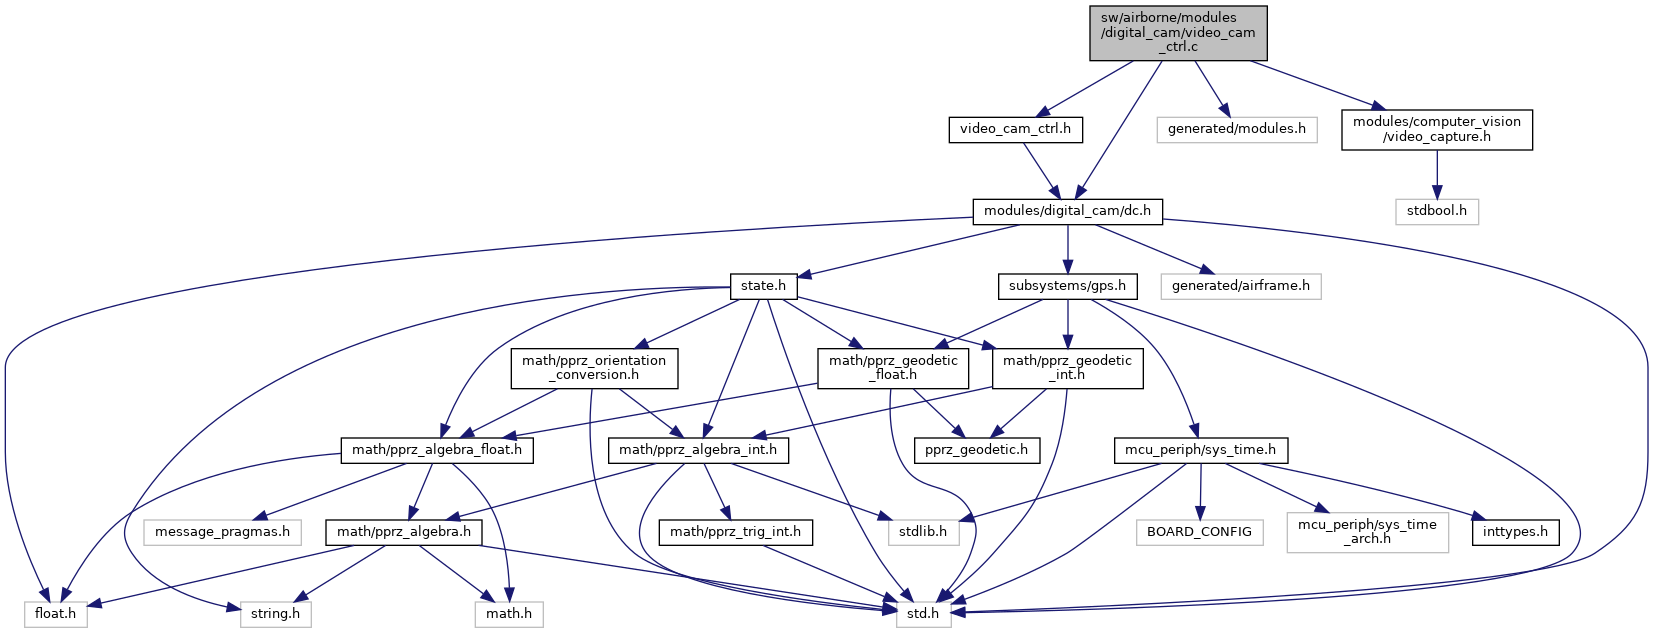 sw/airborne/modules
/digital_cam/video_cam
_ctrl.c
video_cam_ctrl.h
generated/modules.h
modules/computer_vision
/video_capture.h
modules/digital_cam/dc.h
stdbool.h
state.h
subsystems/gps.h
generated/airframe.h
math/pprz_orientation
_conversion.h
math/pprz_geodetic
_float.h
math/pprz_geodetic
_int.h
math/pprz_algebra_float.h
math/pprz_algebra_int.h
pprz_geodetic.h
mcu_periph/sys_time.h
message_pragmas.h
math/pprz_algebra.h
math/pprz_trig_int.h
stdlib.h
BOARD_CONFIG
mcu_periph/sys_time
_arch.h
inttypes.h
float.h
string.h
math.h
std.h